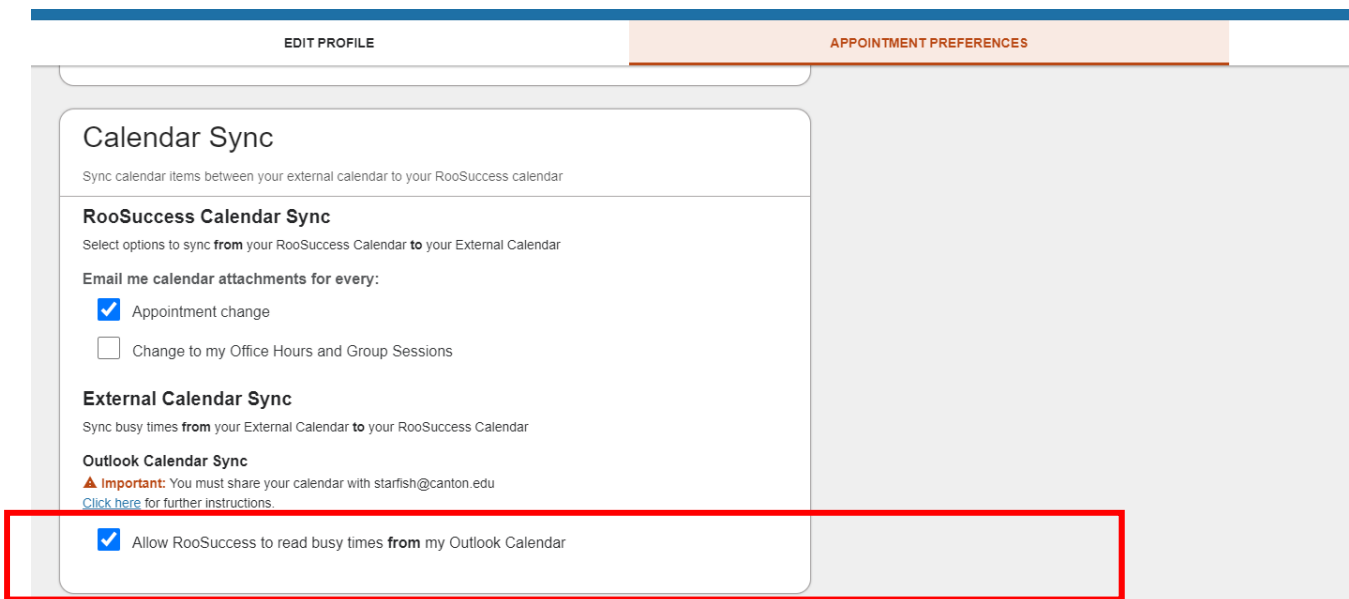 EDIT PROFILE
APPOINTMENT PREFERENCES
Calendar Sync
Sync calendar items between your external calendar to your RooSuccess calendar
RooSuccess Calendar Sync
Select options to sync from your RooSuccess Calendar to your External Calendar
Email me calendar attachments for every:
Appointment change
Change to my Office Hours and Group Sessions
External Calendar Sync
Sync busy times from your External Calendar to your RooSuccess Calendar
Outlook Calendar Sync
Important: You must share your calendar with starfish@canton.edu
Click here for further instructions.
Allow RooSuccess to read busy times from my Outlook Calendar